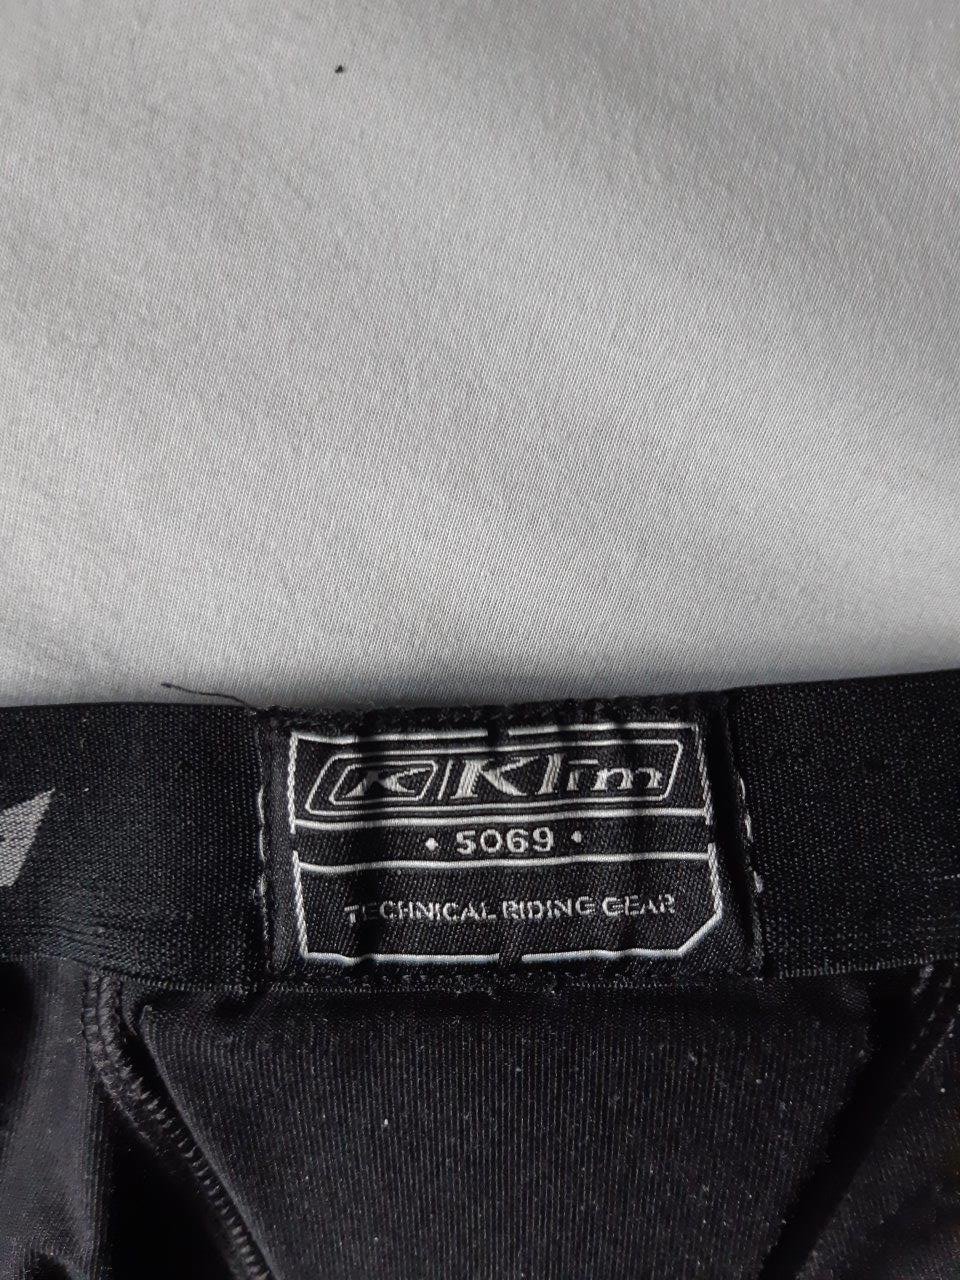 K Klim
• 5069 •
TECHNICAL RIDING GEAR